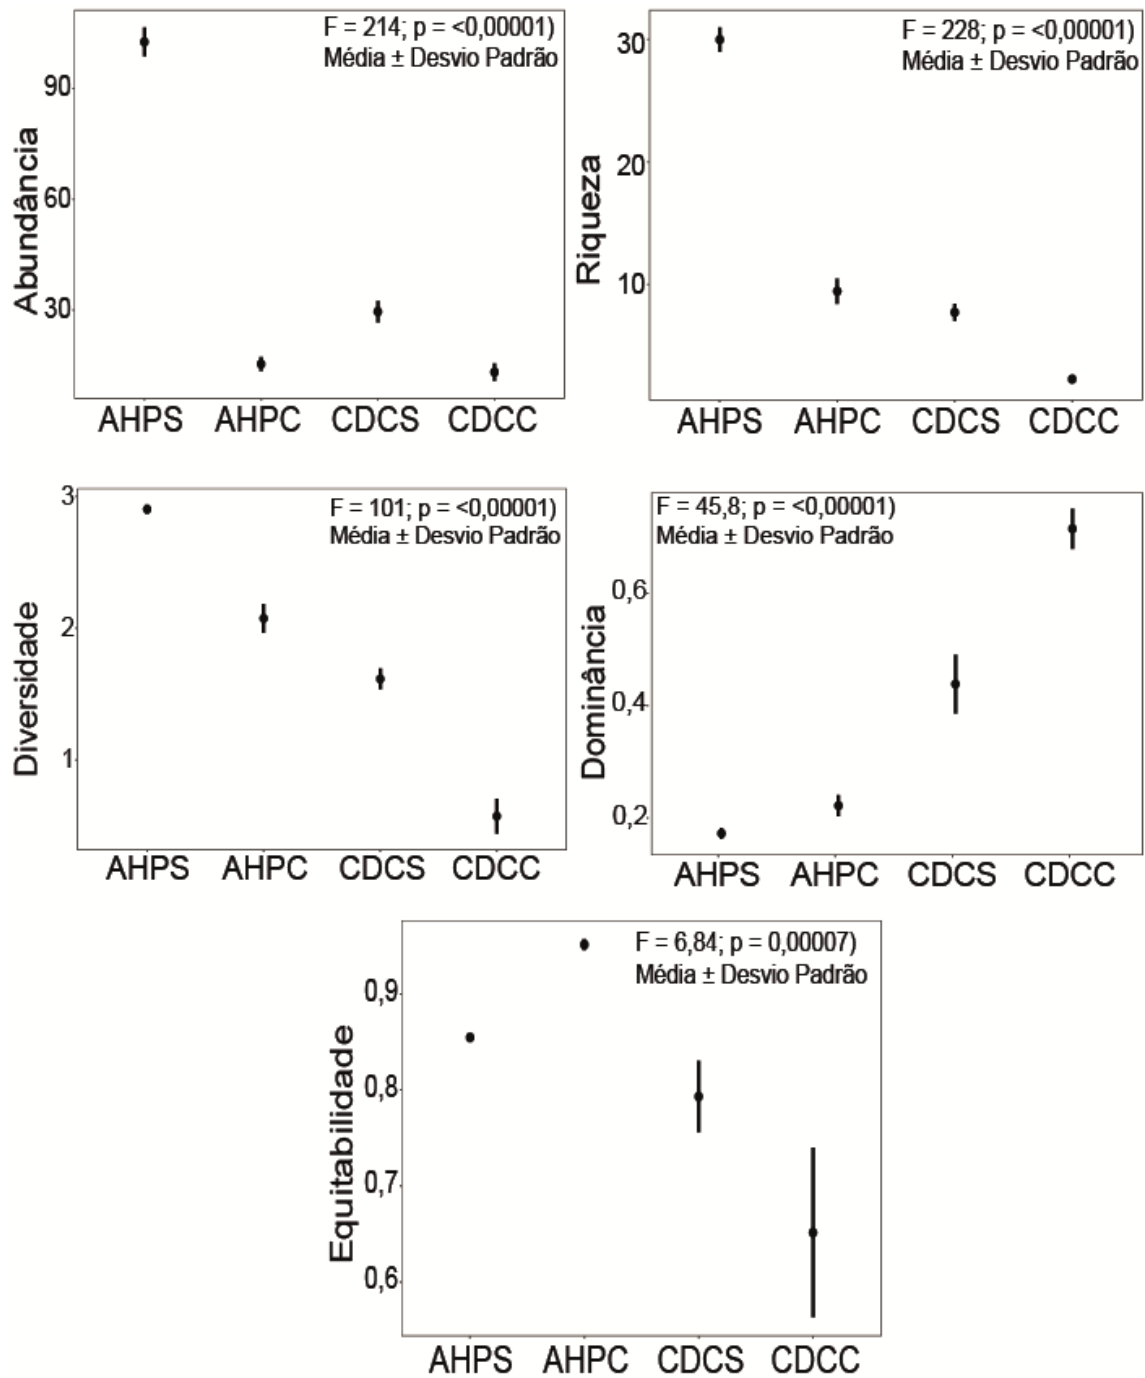 F = 214; p = <0,00001)
Média ± Desvio Padrão
90
60
30
Abundância
AHPS AHPC CDCS CDCC
F = 228; p = <0,00001)
Média ± Desvio Padrão
30
20
10
Riqueza
AHPS AHPC CDCS CDCC
F = 101; p = <0,00001)
Média ± Desvio Padrão
3
2
1
Diversidade
AHPS AHPC CDCS CDCC
F = 45,8; p = <0,00001)
Média ± Desvio Padrão
0,6
0,4
0,2
Dominância
AHPS AHPC CDCS CDCC
F = 6,84; p = 0,00007)
Média ± Desvio Padrão
0,9
0,8
0,7
0,6
Equitabilidade
AHPS AHPC CDCS CDCC